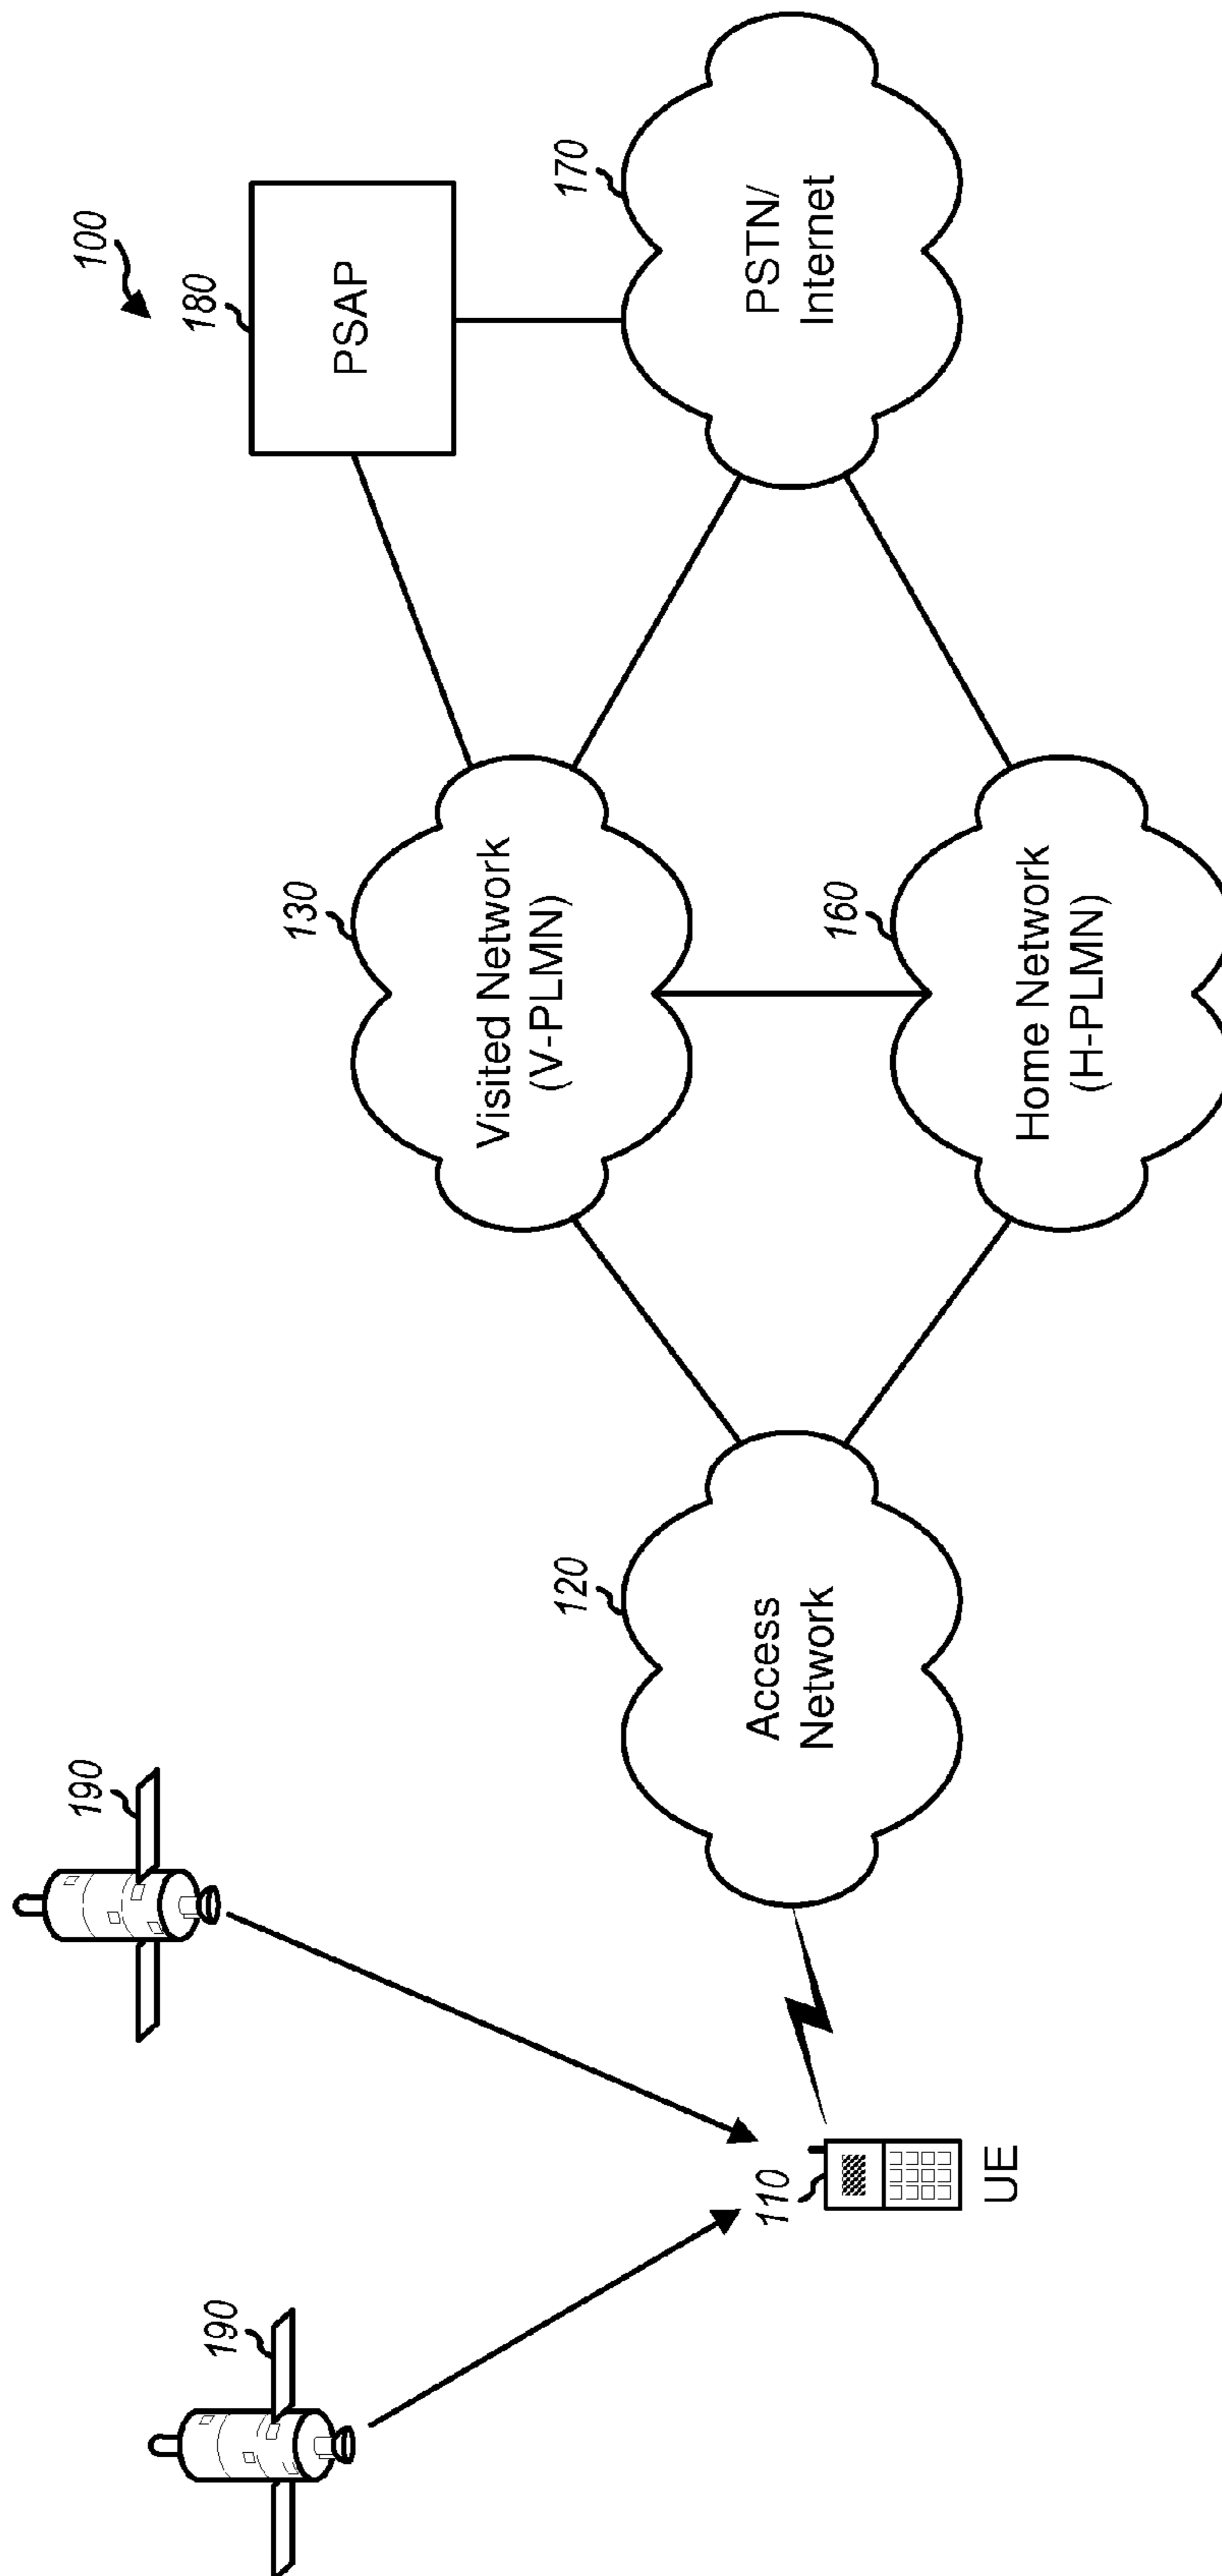 100
190
190
180
PSAP
130
Visited Network
(V-PLMN)
120
Access
Network
170
PSTN/
Internet
110
UE
160
Home Network
(H-PLMN)